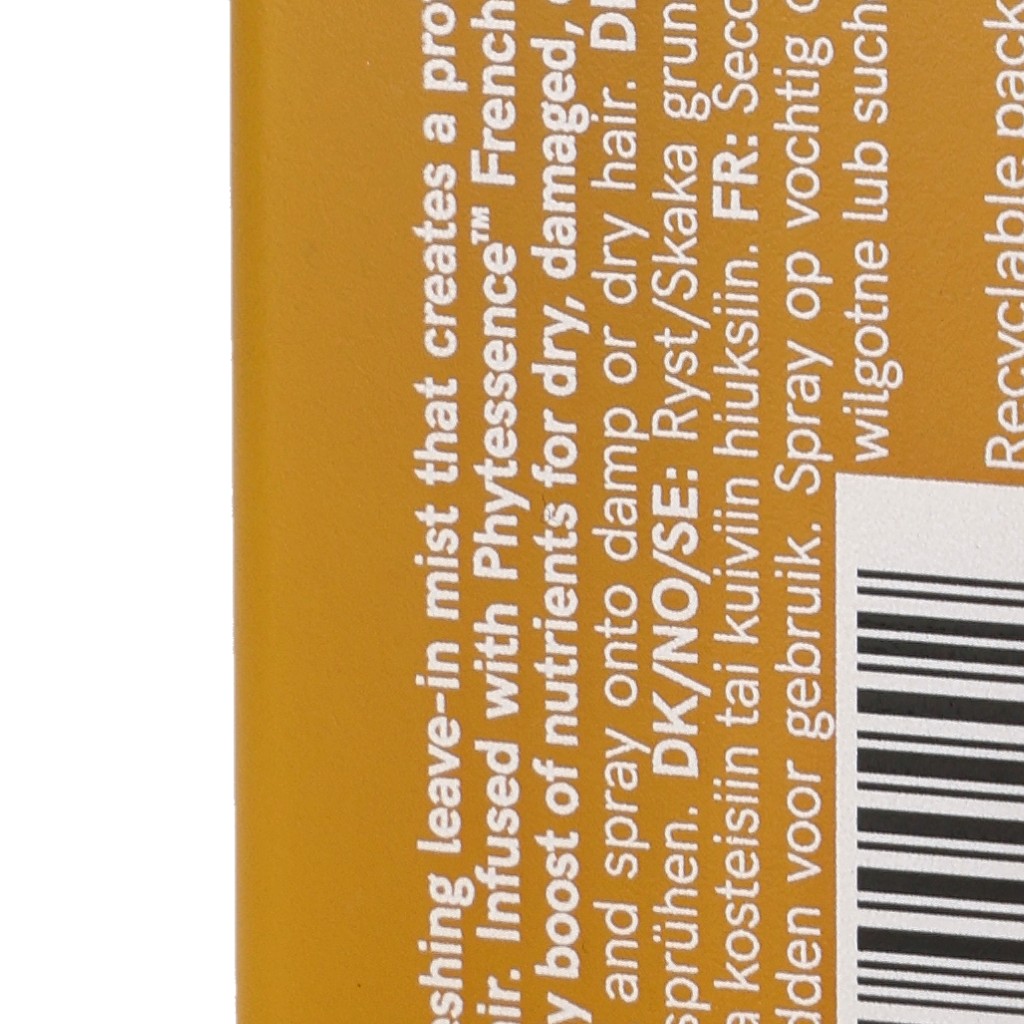 eshing leave-in mist that creates a pro
ir. Infused with Phytessence™ French
y boost of nutrients for dry, damaged,
and spray onto damp or dry hair. D
sprühen. DK/NO/SE: Ryst/Skaka grun
a kosteisiin tai kuiviin hiuksiin. FR: Seco
dden voor gebruik. Spray op vochtig
wilgotne lub such
Recyclable pack